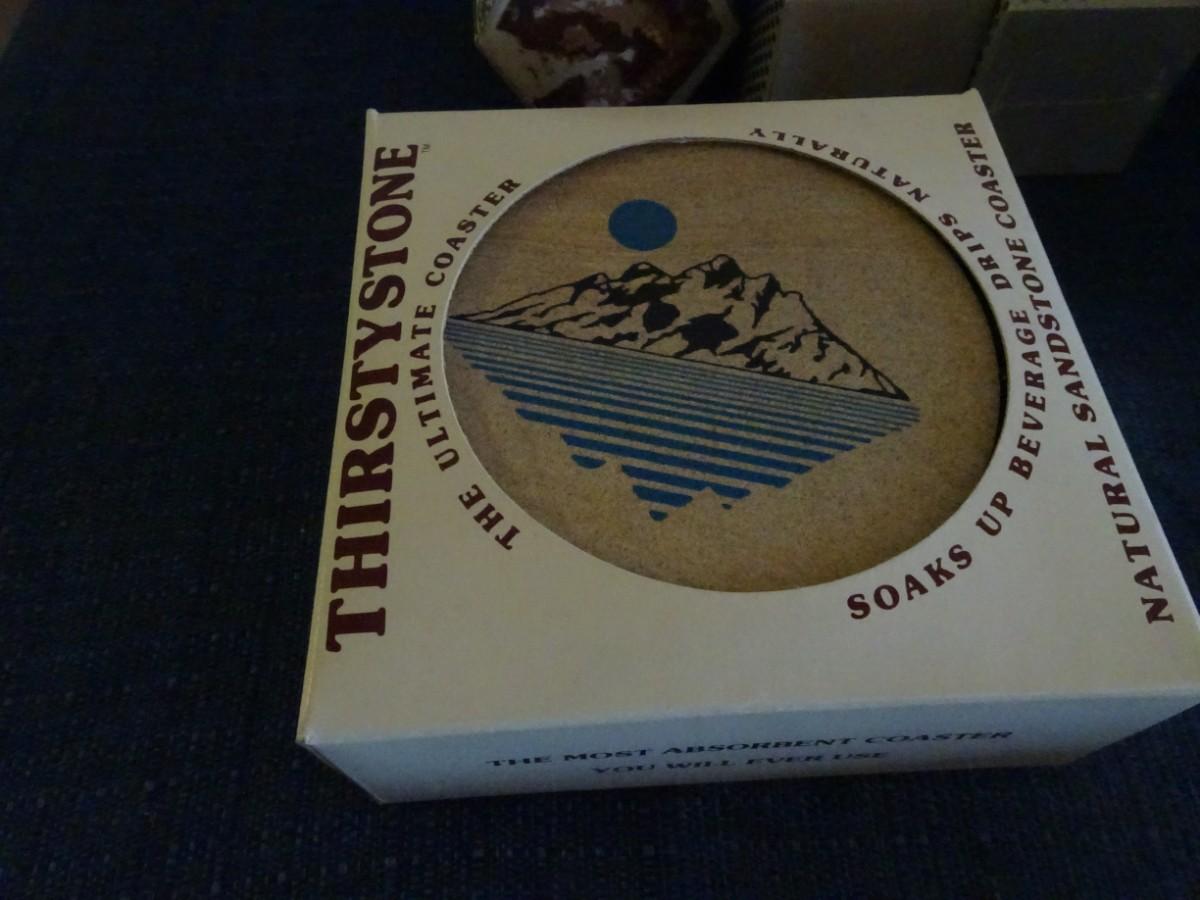 THIRSTYSTONE™
THE ULTIMATE COASTER
SOAKS UP BEVERAGE DRIPS NATURALLY
NATURAL SANDSTONE COASTER
THE MOST ABSORBENT COASTER
YOU WILL EVER USE